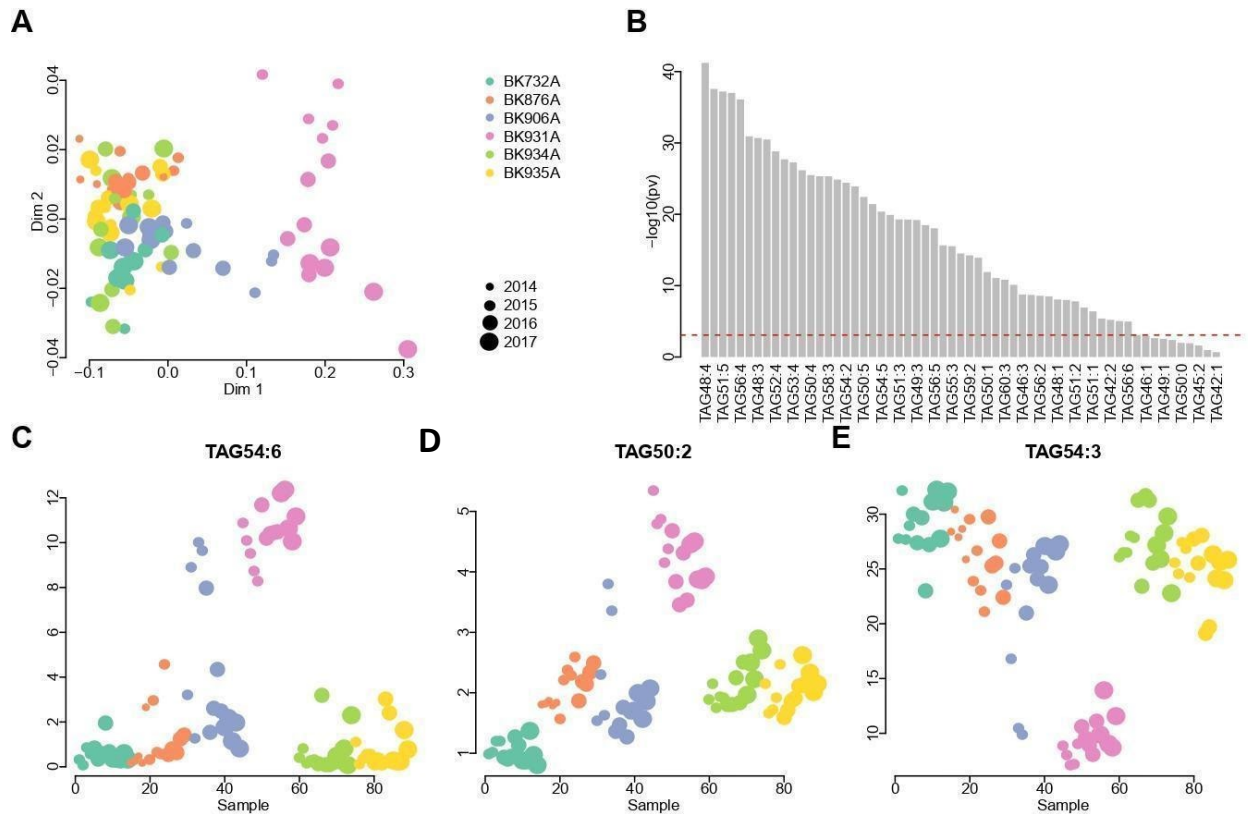 A
0.04
0.02
0.00
−0.02
−0.04
Dim 2
−0.1 0.0 0.1 0.2 0.3
Dim 1
BK732A
BK876A
BK906A
BK931A
BK934A
BK935A
2014
2015
2016
2017
B
40
30
20
10
0
−log10(pv)
TAG48:4
TAG51:5
TAG56:4
TAG48:3
TAG52:4
TAG53:4
TAG50:4
TAG58:3
TAG54:2
TAG50:5
TAG54:5
TAG51:3
TAG49:3
TAG56:5
TAG55:3
TAG59:2
TAG50:1
TAG60:3
TAG46:3
TAG56:2
TAG48:1
TAG51:2
TAG51:1
TAG42:2
TAG56:6
TAG46:1
TAG49:1
TAG50:0
TAG45:2
TAG42:1
C
TAG54:6
12
10
8
6
4
2
0
0 20 40 60 80
Sample
D
TAG50:2
5
4
3
2
1
0 20 40 60 80
Sample
E
TAG54:3
30
25
20
15
10
0 20 40 60 80
Sample